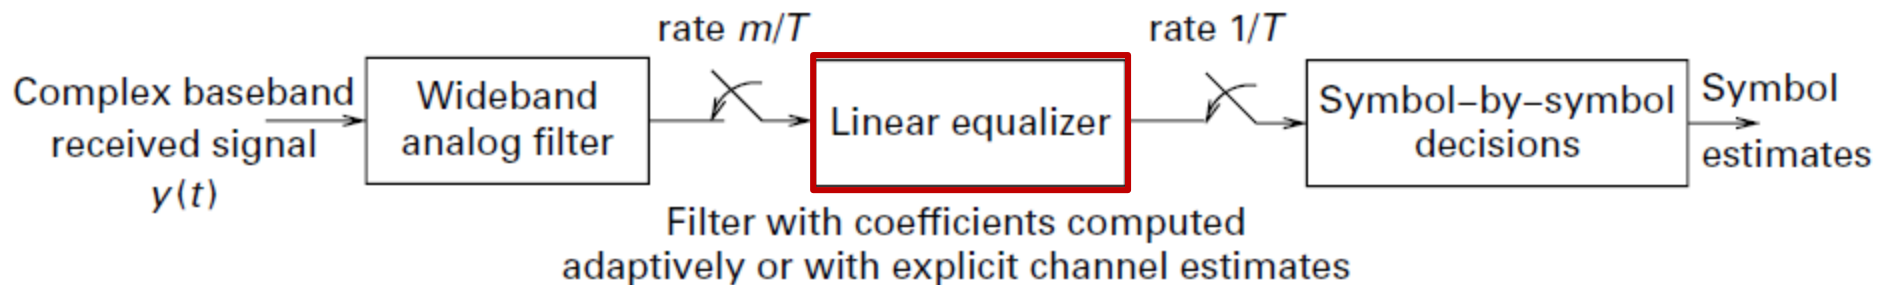 rate m/T
rate 1/T
Complex baseband
received signal
y(t)
Wideband
analog filter
Linear equalizer
Symbol–by–symbol
decisions
Symbol
estimates
Filter with coefficients computed
adaptively or with explicit channel estimates